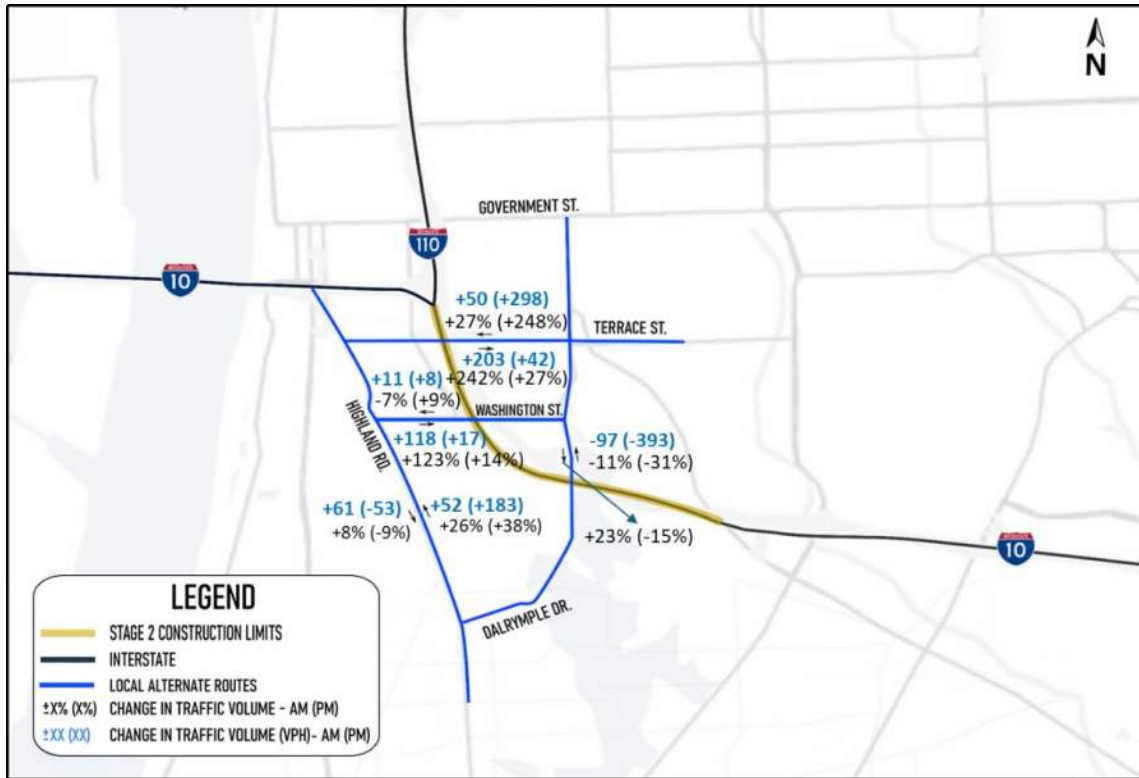 N
GOVERNMENT ST.
110
10
+50 (+298)
+27% (+248%)
TERRACE ST.
+203 (+42)
+242% (+27%)
+11 (+8)
-7% (+9%)
WASHINGTON ST.
HIGHLAND RD.
+118 (+17)
+123% (+14%)
-97 (-393)
-11% (-31%)
+61 (-53)
+8% (-9%)
+52 (+183)
+26% (+38%)
+23% (-15%)
10
DALRYMPLE DR.
LEGEND
STAGE 2 CONSTRUCTION LIMITS
INTERSTATE
LOCAL ALTERNATE ROUTES
±X% (X%) CHANGE IN TRAFFIC VOLUME - AM (PM)
±XX (XX) CHANGE IN TRAFFIC VOLUME (VPH)- AM (PM)